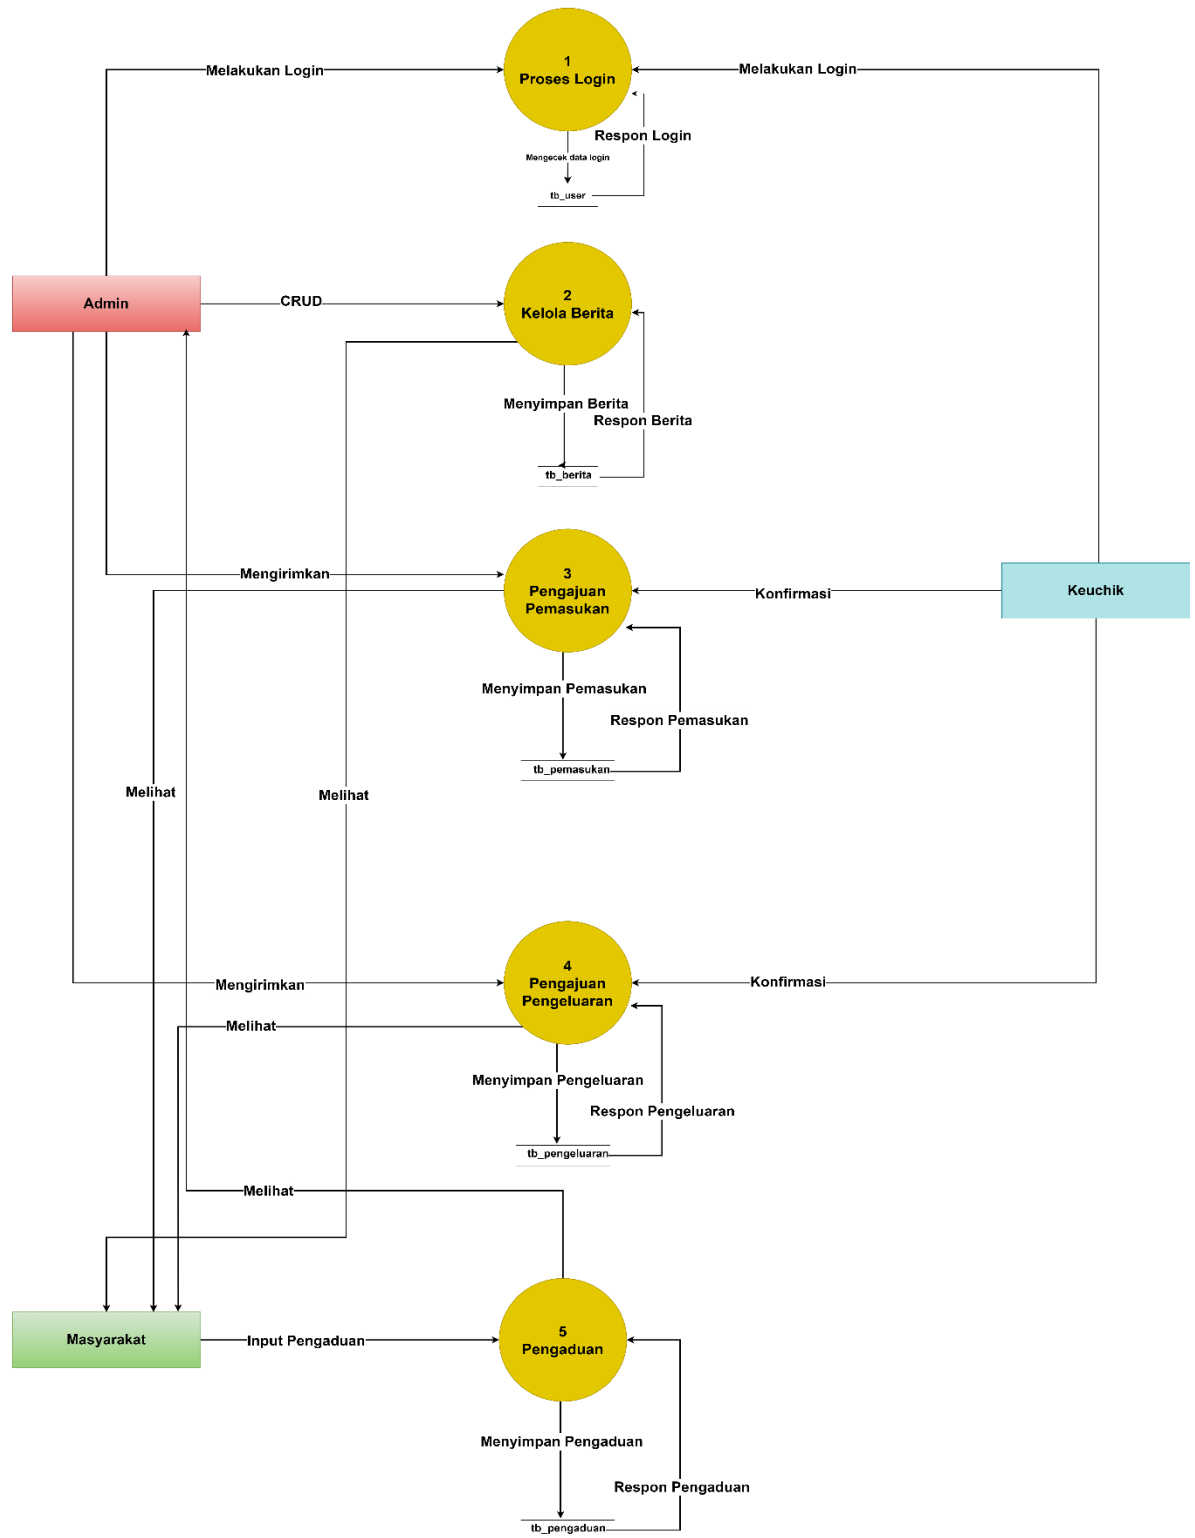 1
Proses Login
Melakukan Login
Melakukan Login
Respon Login
Mengecek data login
tb_user
Admin
CRUD
2
Kelola Berita
Menyimpan Berita
Respon Berita
tb_berita
Mengirimkan
3
Pengajuan
Pemasukan
Konfirmasi
Keuchik
Menyimpan Pemasukan
Respon Pemasukan
tb_pemasukan
Melihat
Melihat
4
Pengajuan
Pengeluaran
Mengirimkan
Konfirmasi
Melihat
Menyimpan Pengeluaran
Respon Pengeluaran
tb_pengeluaran
Melihat
Masyarakat
Input Pengaduan
5
Pengaduan
Menyimpan Pengaduan
Respon Pengaduan
tb_pengaduan